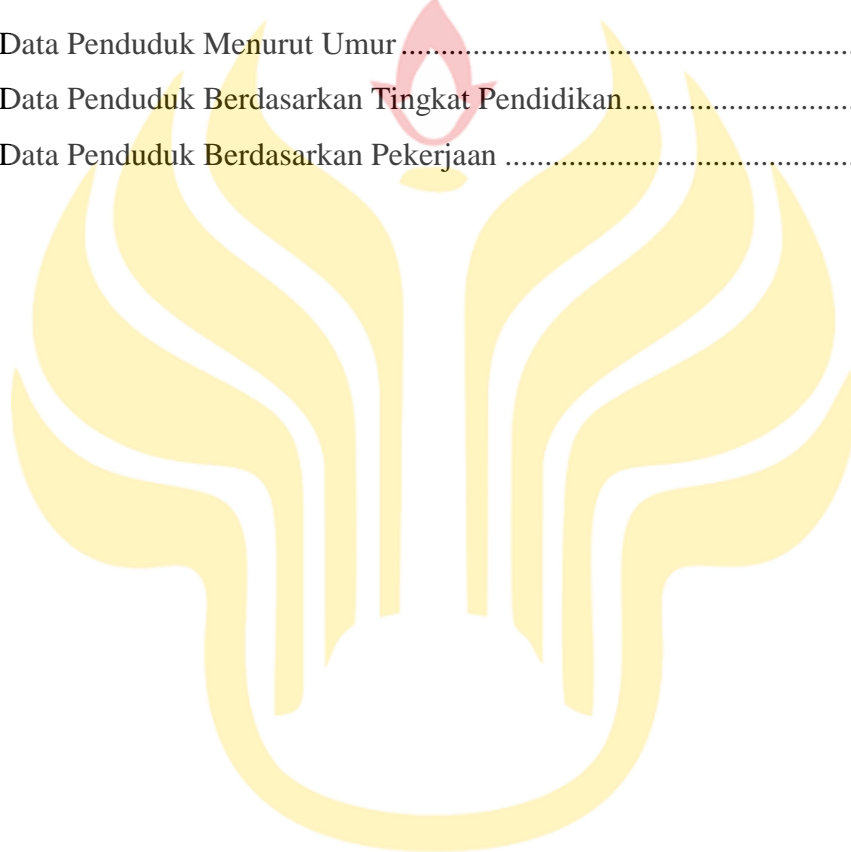 Data Penduduk Menurut Umur ........................................................
Data Penduduk Berdasarkan Tingkat Pendidikan............................
Data Penduduk Berdasarkan Pekerjaan ...........................................